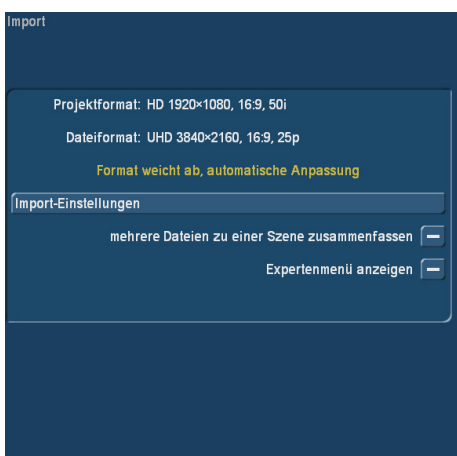 Import
Projektformat: HD 1920×1080, 16:9, 50i
Dateiformat: UHD 3840×2160, 16:9, 25p
Format weicht ab, automatische Anpassung
Import-Einstellungen
mehrere Dateien zu einer Szene zusammenfassen
Expertenmenü anzeigen